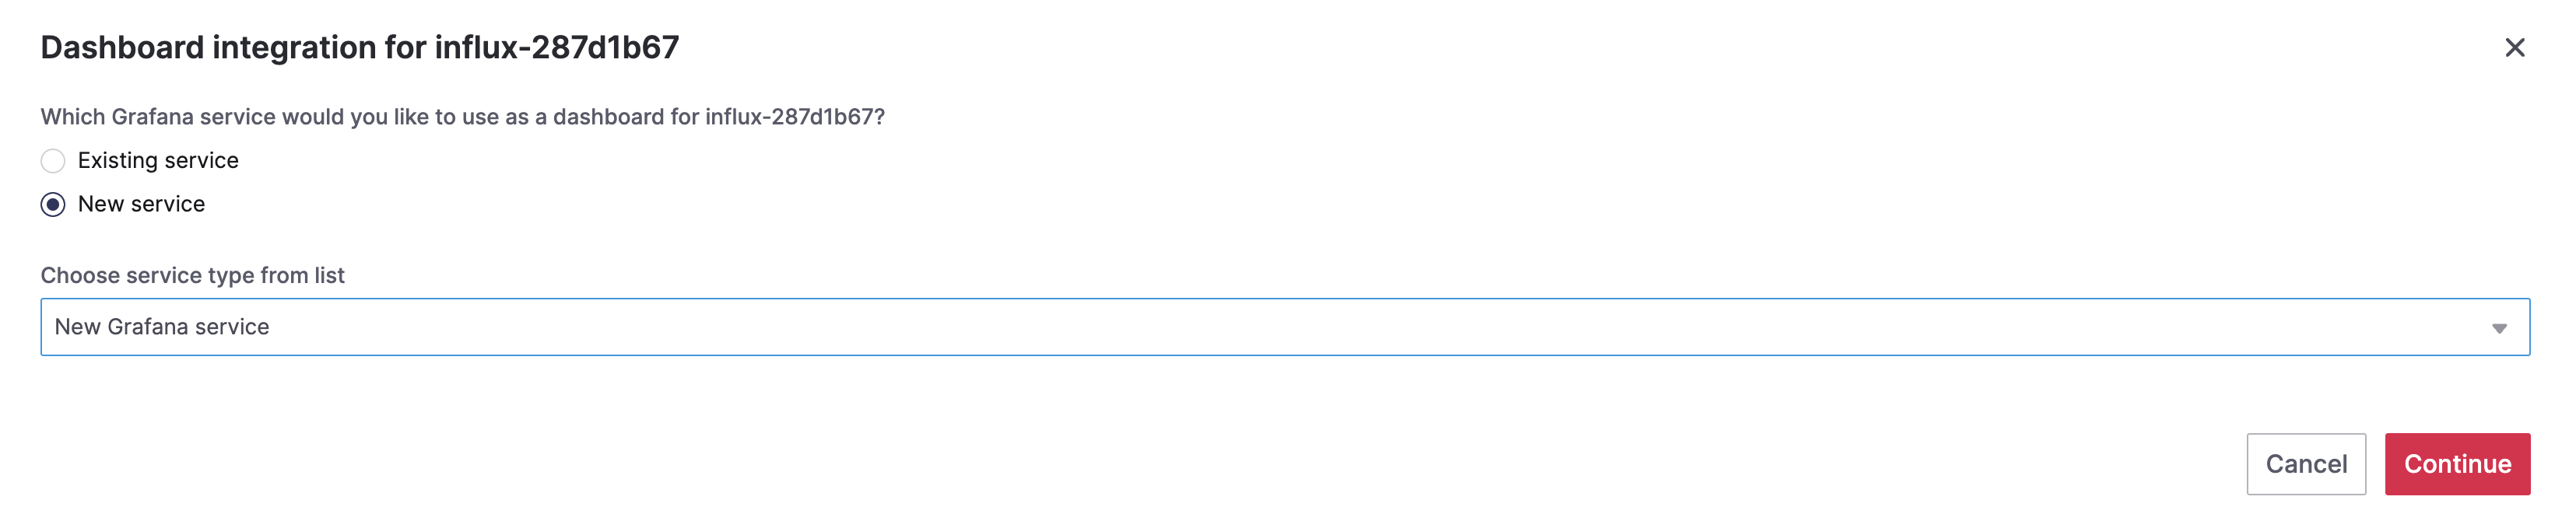 Dashboard integration for influx-287d1b67
Which Grafana service would you like to use as a dashboard for influx-287d1b67?
Existing service
New service
Choose service type from list
New Grafana service
Cancel
Continue